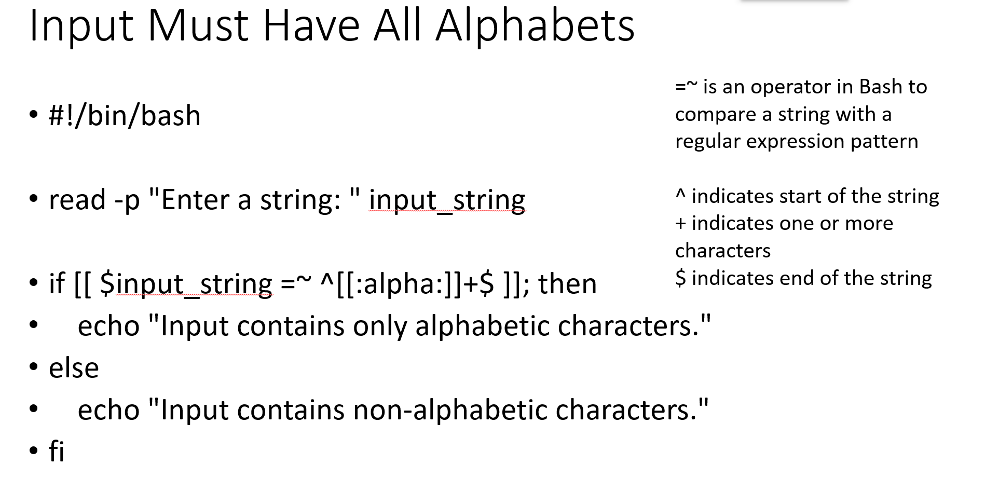 Input Must Have All Alphabets
• #!/bin/bash
• read -p "Enter a string: " input_string
• if [[ $input_string =~ ^[[:alpha:]]+$ ]]; then
•    echo "Input contains only alphabetic characters."
• else
•    echo "Input contains non-alphabetic characters."
• fi
=~ is an operator in Bash to
compare a string with a
regular expression pattern
^ indicates start of the string
+ indicates one or more
characters
$ indicates end of the string